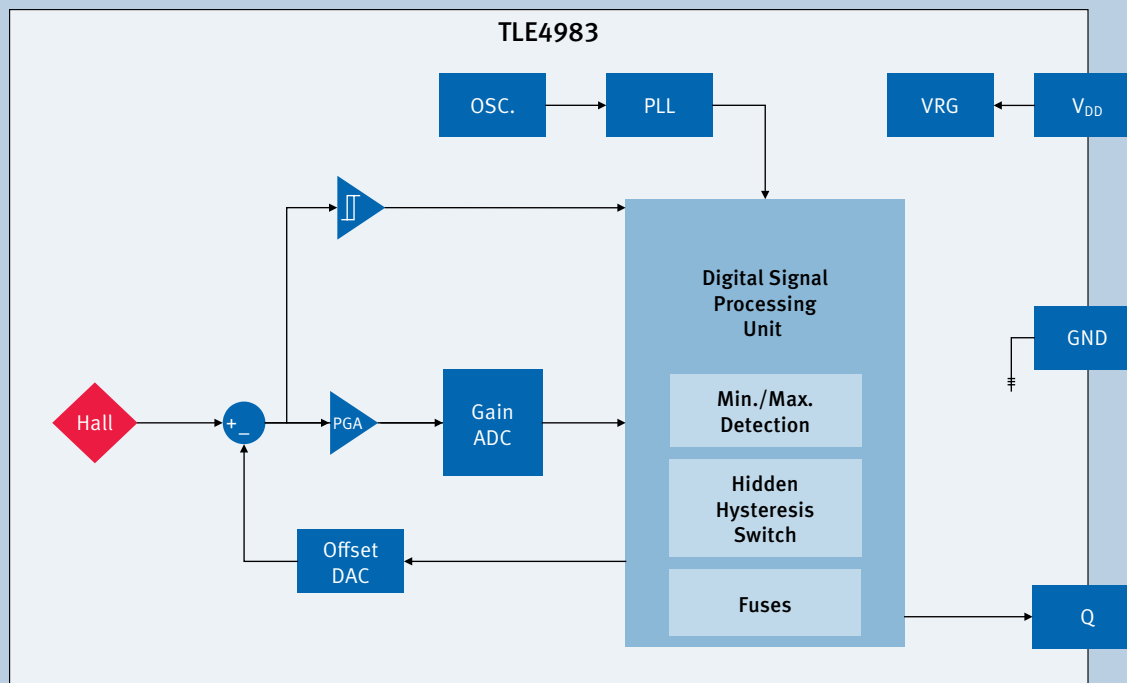 TLE4983
OSC.
PLL
VRG
VDD
Digital Signal
Processing
Unit
GND
Hall
+
−
PGA
Gain
ADC
Min./Max.
Detection
Hidden
Hysteresis
Switch
Offset
DAC
Fuses
Q